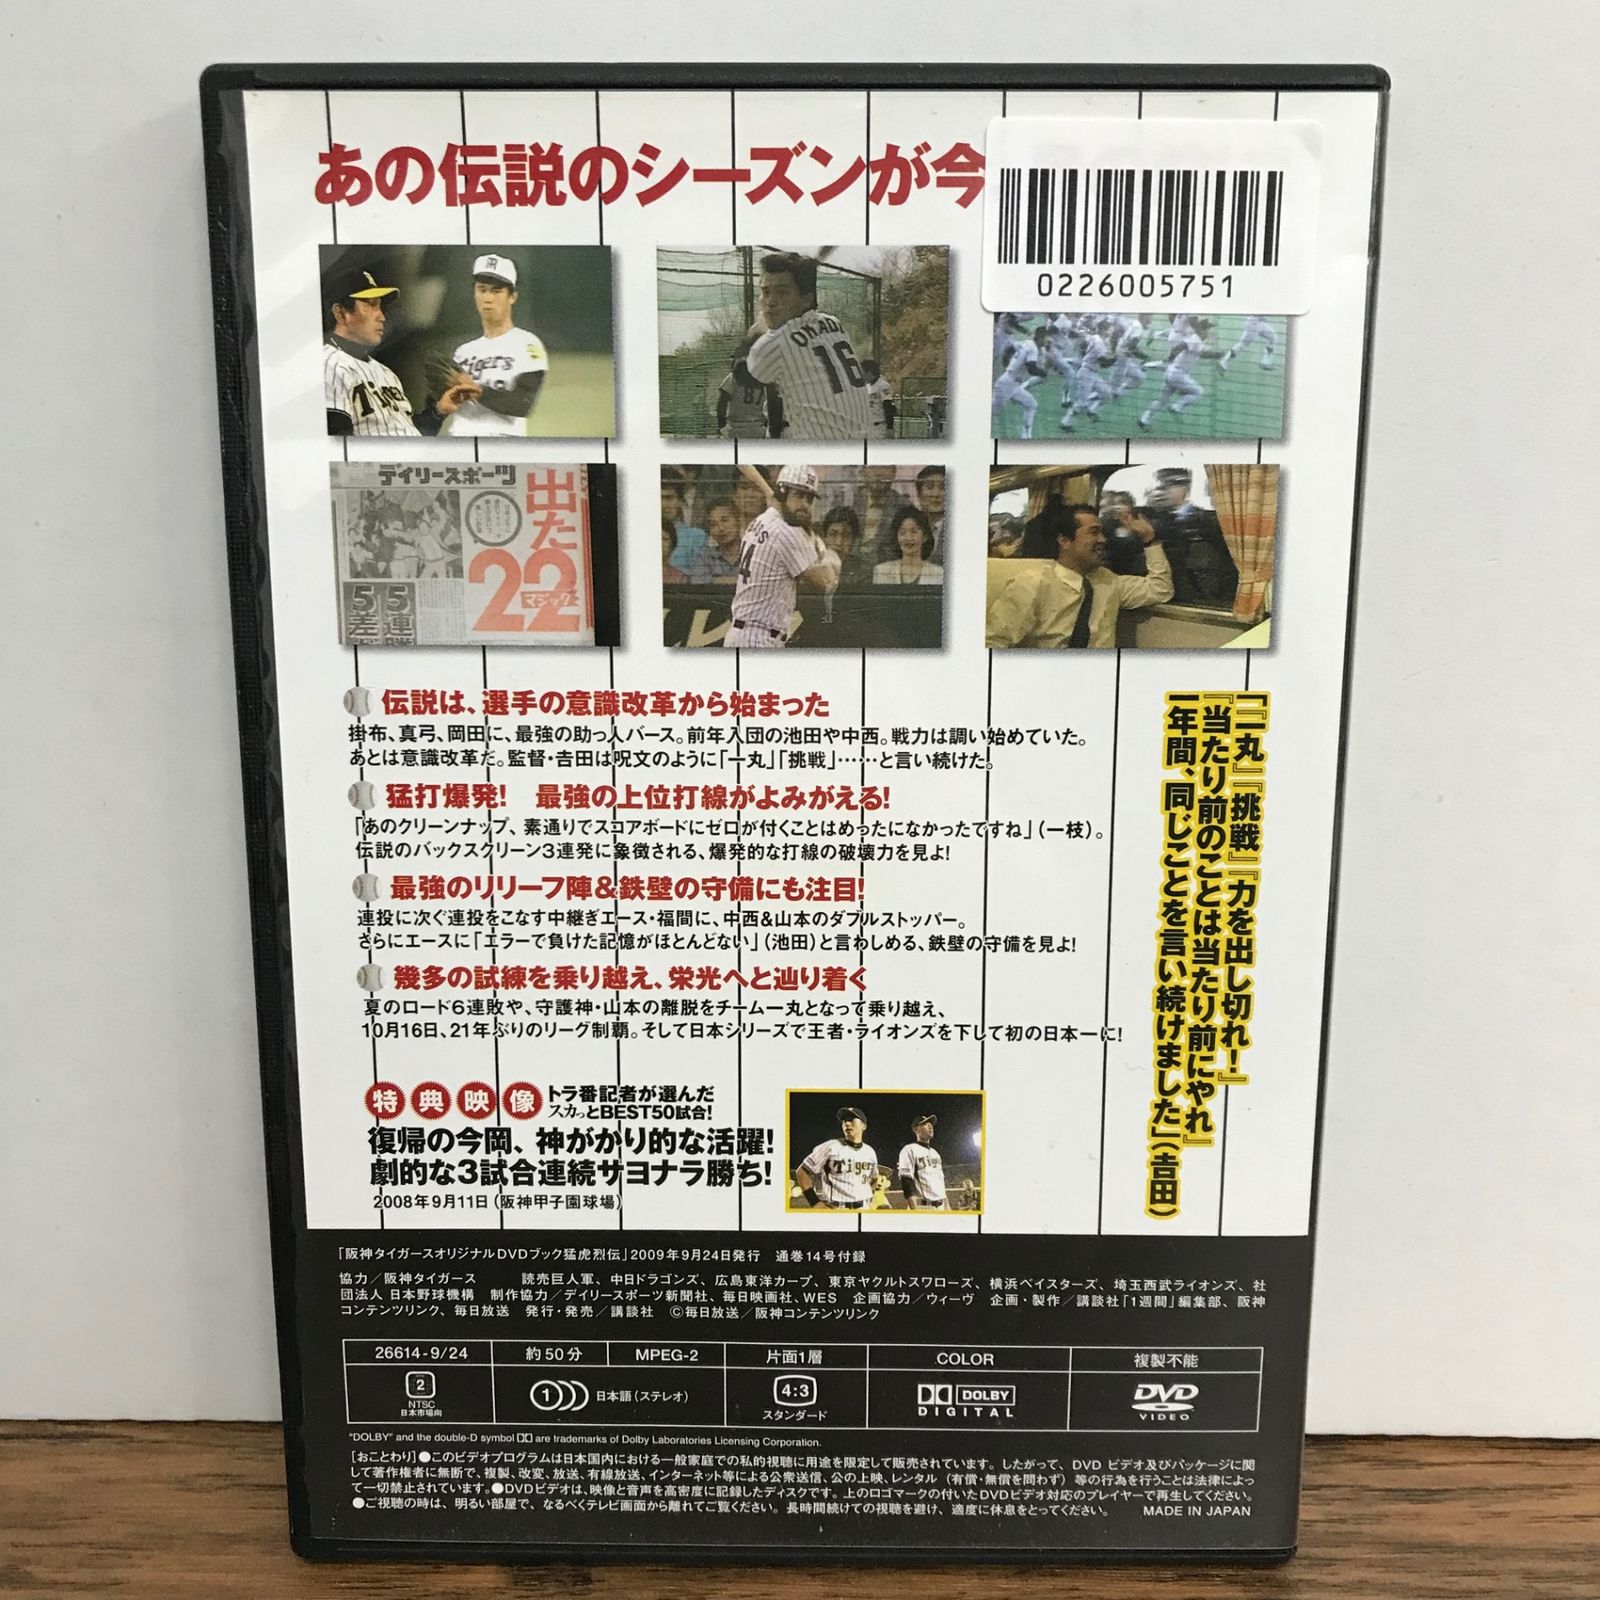 あの伝説のシーズンが今
0226005751
Tigers
Tigers
OKADA
16
87
デイリースポーツ
出た
マジック
22
5連勝
5差
44
伝説は、選手の意識改革から始まった
掛布、真弓、岡田に、最強の助っ人バース。前年入団の池田や中西。戦力は調い始めていた。
あとは意識改革だ。監督・吉田は呪文のように「一丸」「挑戦」……と言い続けた。
猛打爆発! 最強の上位打線がよみがえる!
「あのクリーンナップ、素通りでスコアボードにゼロが付くことはめったになかったですね」(一枝)。
伝説のバックスクリーン3連発に象徴される、爆発的な打線の破壊力を見よ!
最強のリリーフ陣&鉄壁の守備にも注目!
連投に次ぐ連投をこなす中継ぎエース・福間に、中西&山本のダブルストッパー。
さらにエースに「エラーで負けた記憶がほとんどない」(池田)と言わしめる、鉄壁の守備を見よ!
幾多の試練を乗り越え、栄光へと辿り着く
夏のロード6連敗や、守護神・山本の離脱をチーム一丸となって乗り越え、
10月16日、21年ぶりのリーグ制覇。そして日本シリーズで王者・ライオンズを下して初の日本一に!
「『一丸』『挑戦』『力を出し切れ!』
『当たり前のことは当たり前にやれ』
一年間、同じことを言い続けました」(吉田)
特典映像
トラ番記者が選んだ
スカっとBEST50試合!
復帰の今岡、神がかり的な活躍!
劇的な3試合連続サヨナラ勝ち!
2008年9月11日(阪神甲子園球場)
Tigers
「阪神タイガースオリジナルDVDブック猛虎烈伝」2009年9月24日発行 通巻14号付録
協力/阪神タイガース 読売巨人軍、中日ドラゴンズ、広島東洋カープ、東京ヤクルトスワローズ、横浜ベイスターズ、埼玉西武ライオンズ、社
団法人 日本野球機構 制作協力/デイリースポーツ新聞社、毎日映画社、WES 企画協力/ウィーヴ 企画・製作/講談社「1週間」編集部、阪神
コンテンツリンク、毎日放送 発行・発売/講談社 ©毎日放送/阪神コンテンツリンク
26614-9/24 約50分 MPEG-2 片面1層 COLOR 複製不能
2 NTSC 日本市場向 1 日本語(ステレオ) 4:3 スタンダード DOLBY DIGITAL DVD VIDEO
"DOLBY" and the double-D symbol are trademarks of Dolby Laboratories Licensing Corporation.
[おことわり]●このビデオプログラムは日本国内における一般家庭での私的視聴に用途を限定して販売されています。したがって、DVD ビデオ及びパッケージに関
して著作権者に無断で、複製、改変、放送、有線放送、インターネット等による公衆送信、公の上映、レンタル(有償・無償を問わず)等の行為を行うことは法律によっ
て一切禁止されています。●DVDビデオは、映像と音声を高密度に記録したディスクです。上のロゴマークの付いたDVDビデオ対応のプレイヤーで再生してください。
●ご視聴の時は、明るい部屋で、なるべくテレビ画面から離れてご覧ください。長時間続けての視聴を避け、適度に休息をとってください。 MADE IN JAPAN